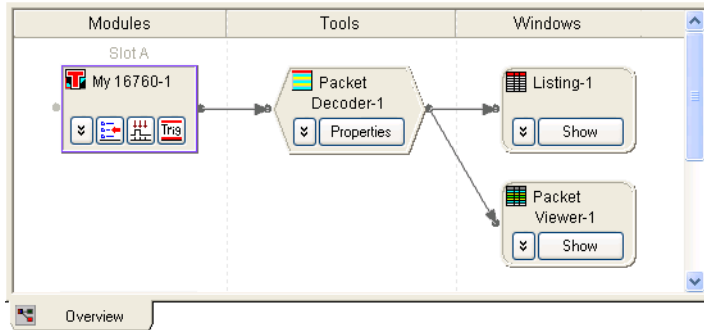 Modules Tools Windows
Slot A
My 16760-1
Packet
Decoder-1
Listing-1
Trig
Properties
Show
Packet
Viewer-1
Show
Overview